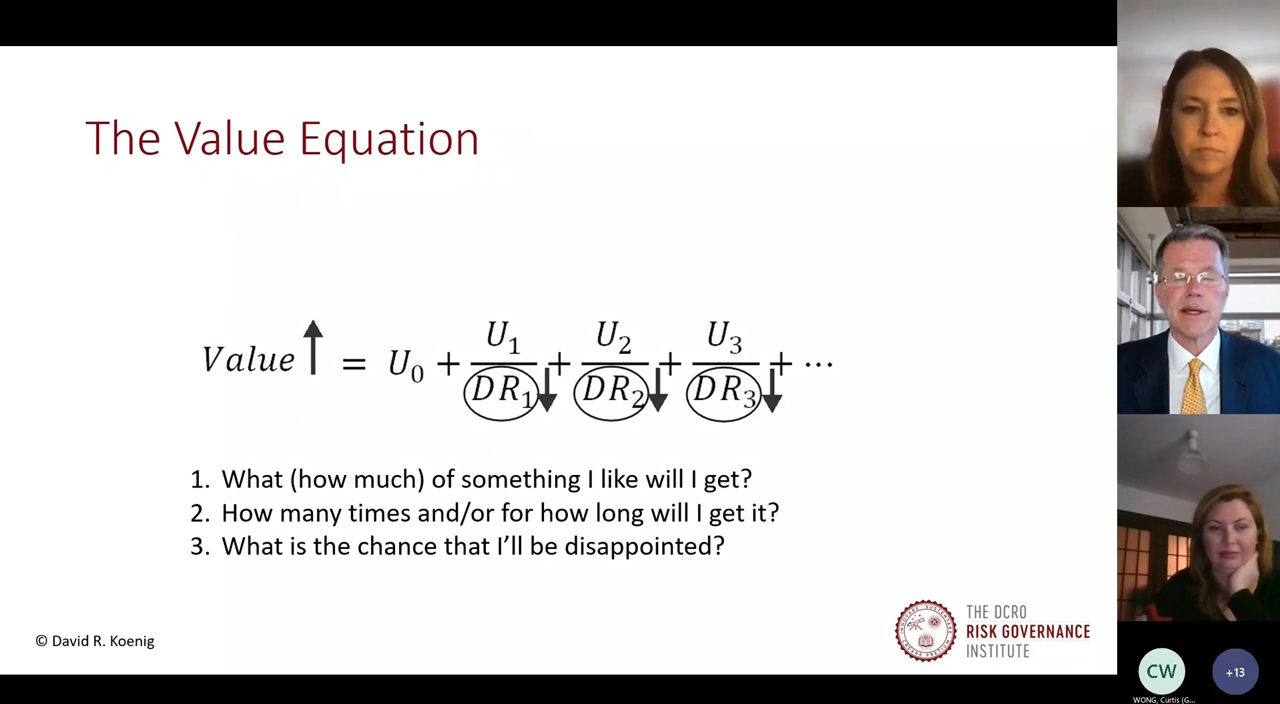 The Value Equation
Value ↑ = U₀ + U₁/DR₁ ↓ + U₂/DR₂ ↓ + U₃/DR₃ ↓ + ⋯
1. What (how much) of something I like will I get?
2. How many times and/or for how long will I get it?
3. What is the chance that I’ll be disappointed?
© David R. Koenig
THE DCRO
RISK GOVERNANCE
INSTITUTE
CW
+13
WONG, Curtis (G...